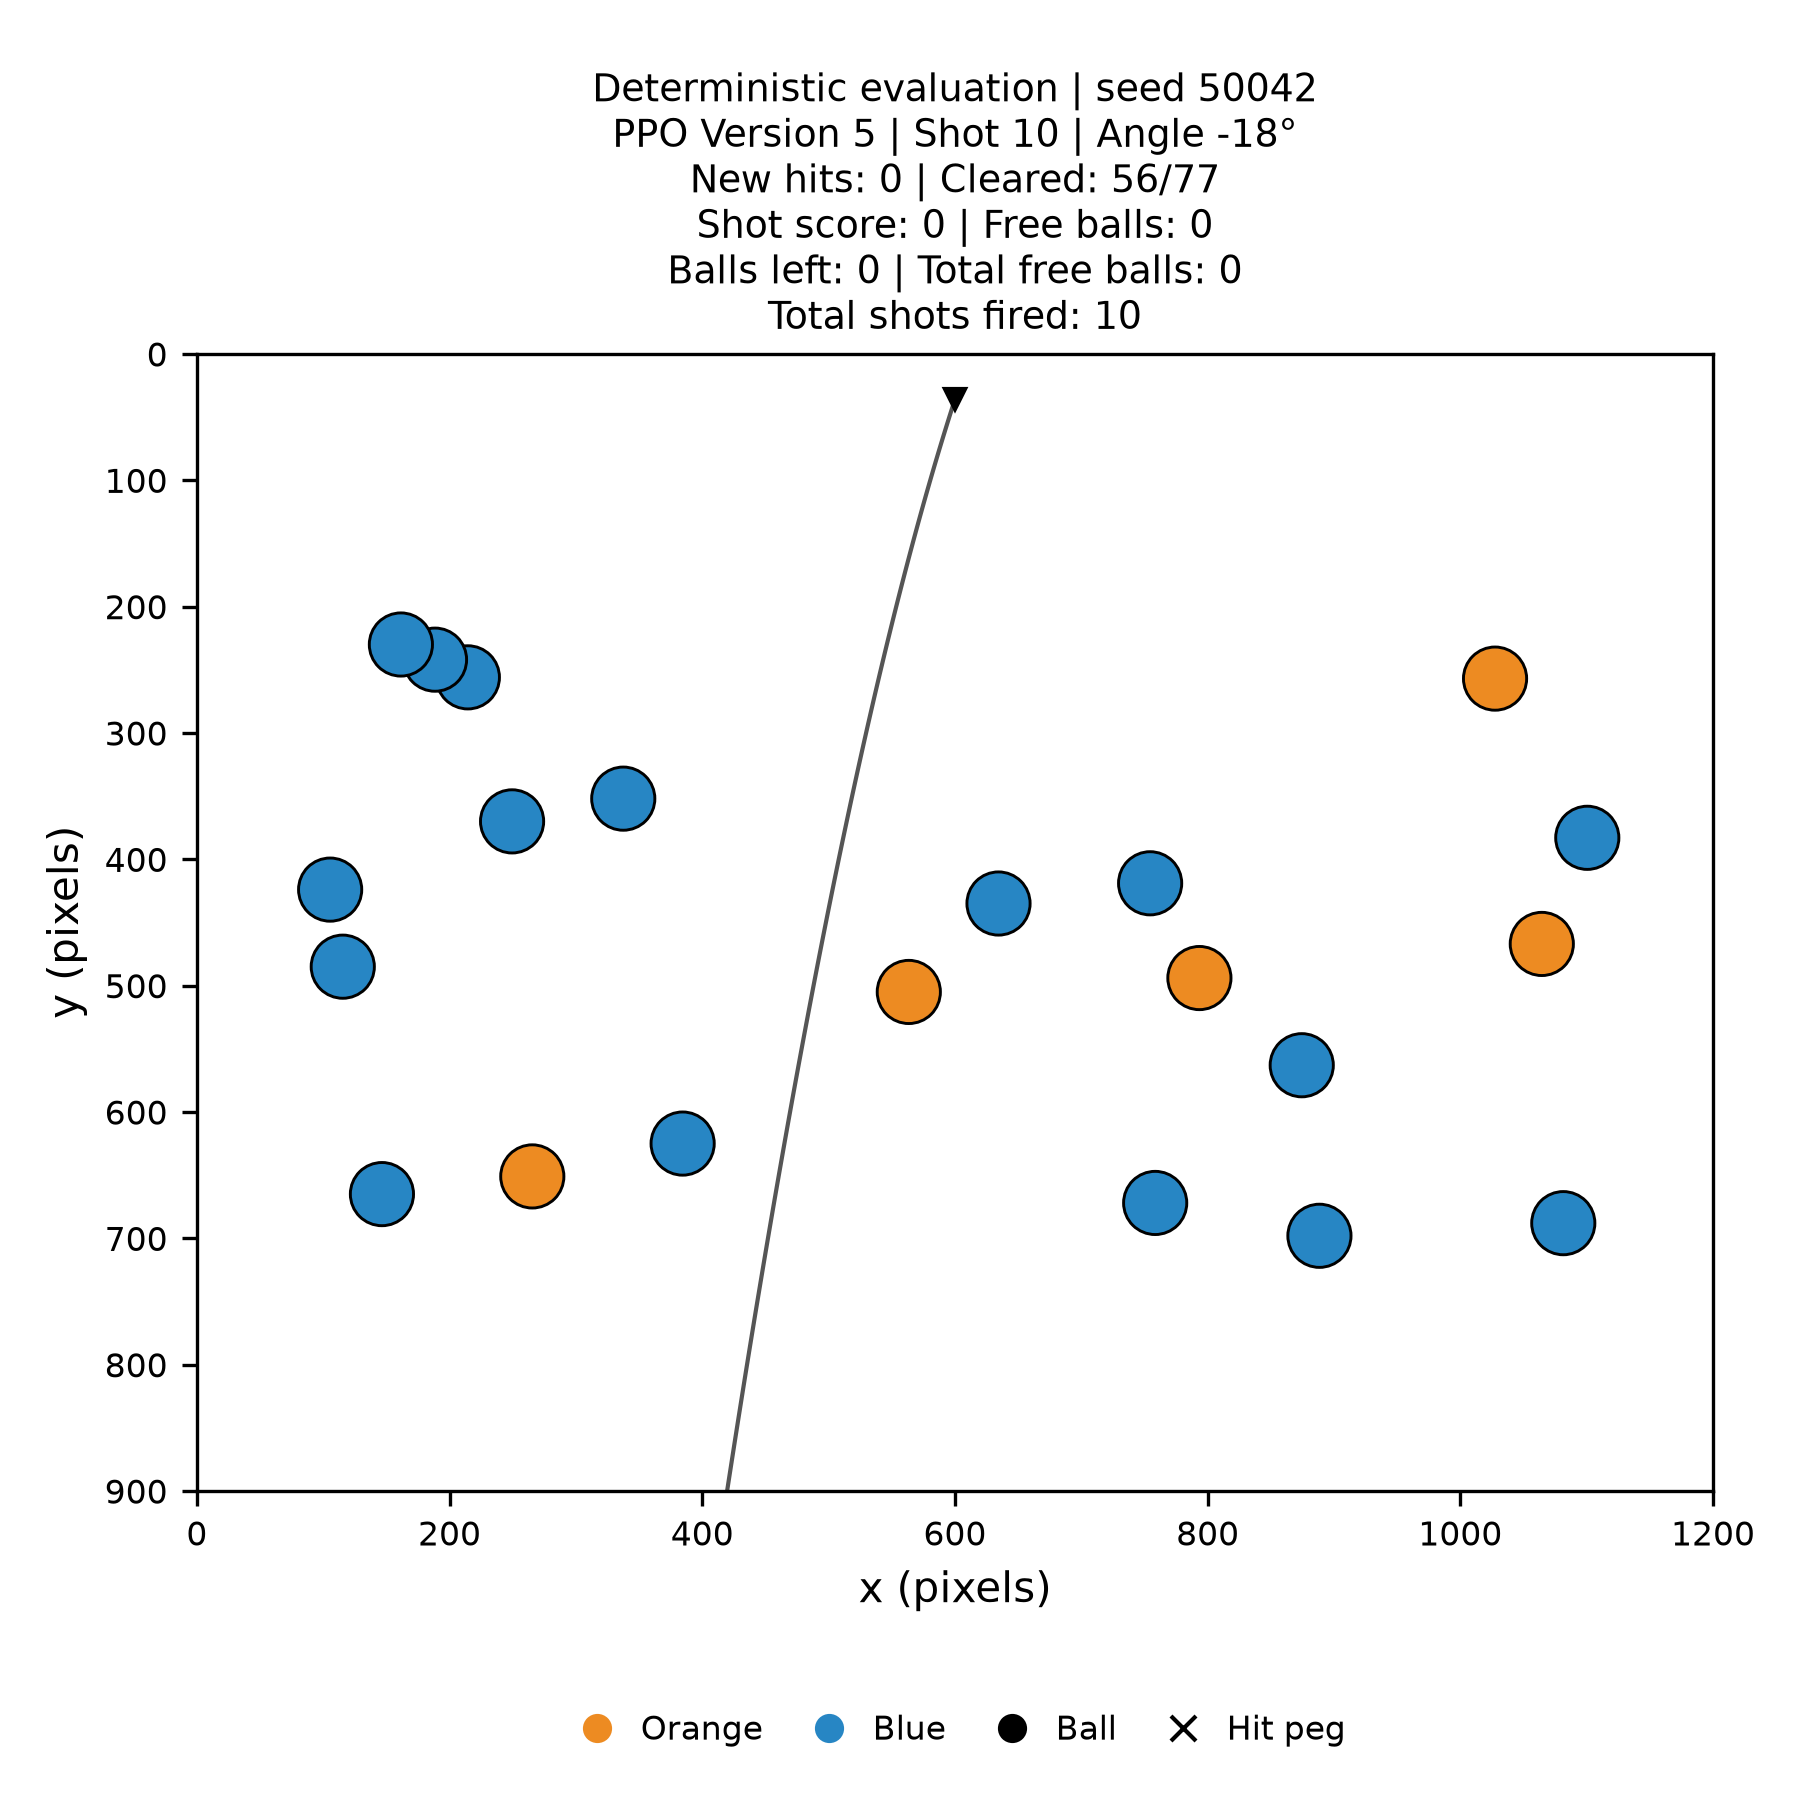 Deterministic evaluation | seed 50042
PPO Version 5 | Shot 10 | Angle -18°
New hits: 0 | Cleared: 56/77
Shot score: 0 | Free balls: 0
Balls left: 0 | Total free balls: 0
Total shots fired: 10
0
100
200
300
400
500
600
700
800
900
y (pixels)
0 200 400 600 800 1000 1200
x (pixels)
Orange Blue Ball Hit peg